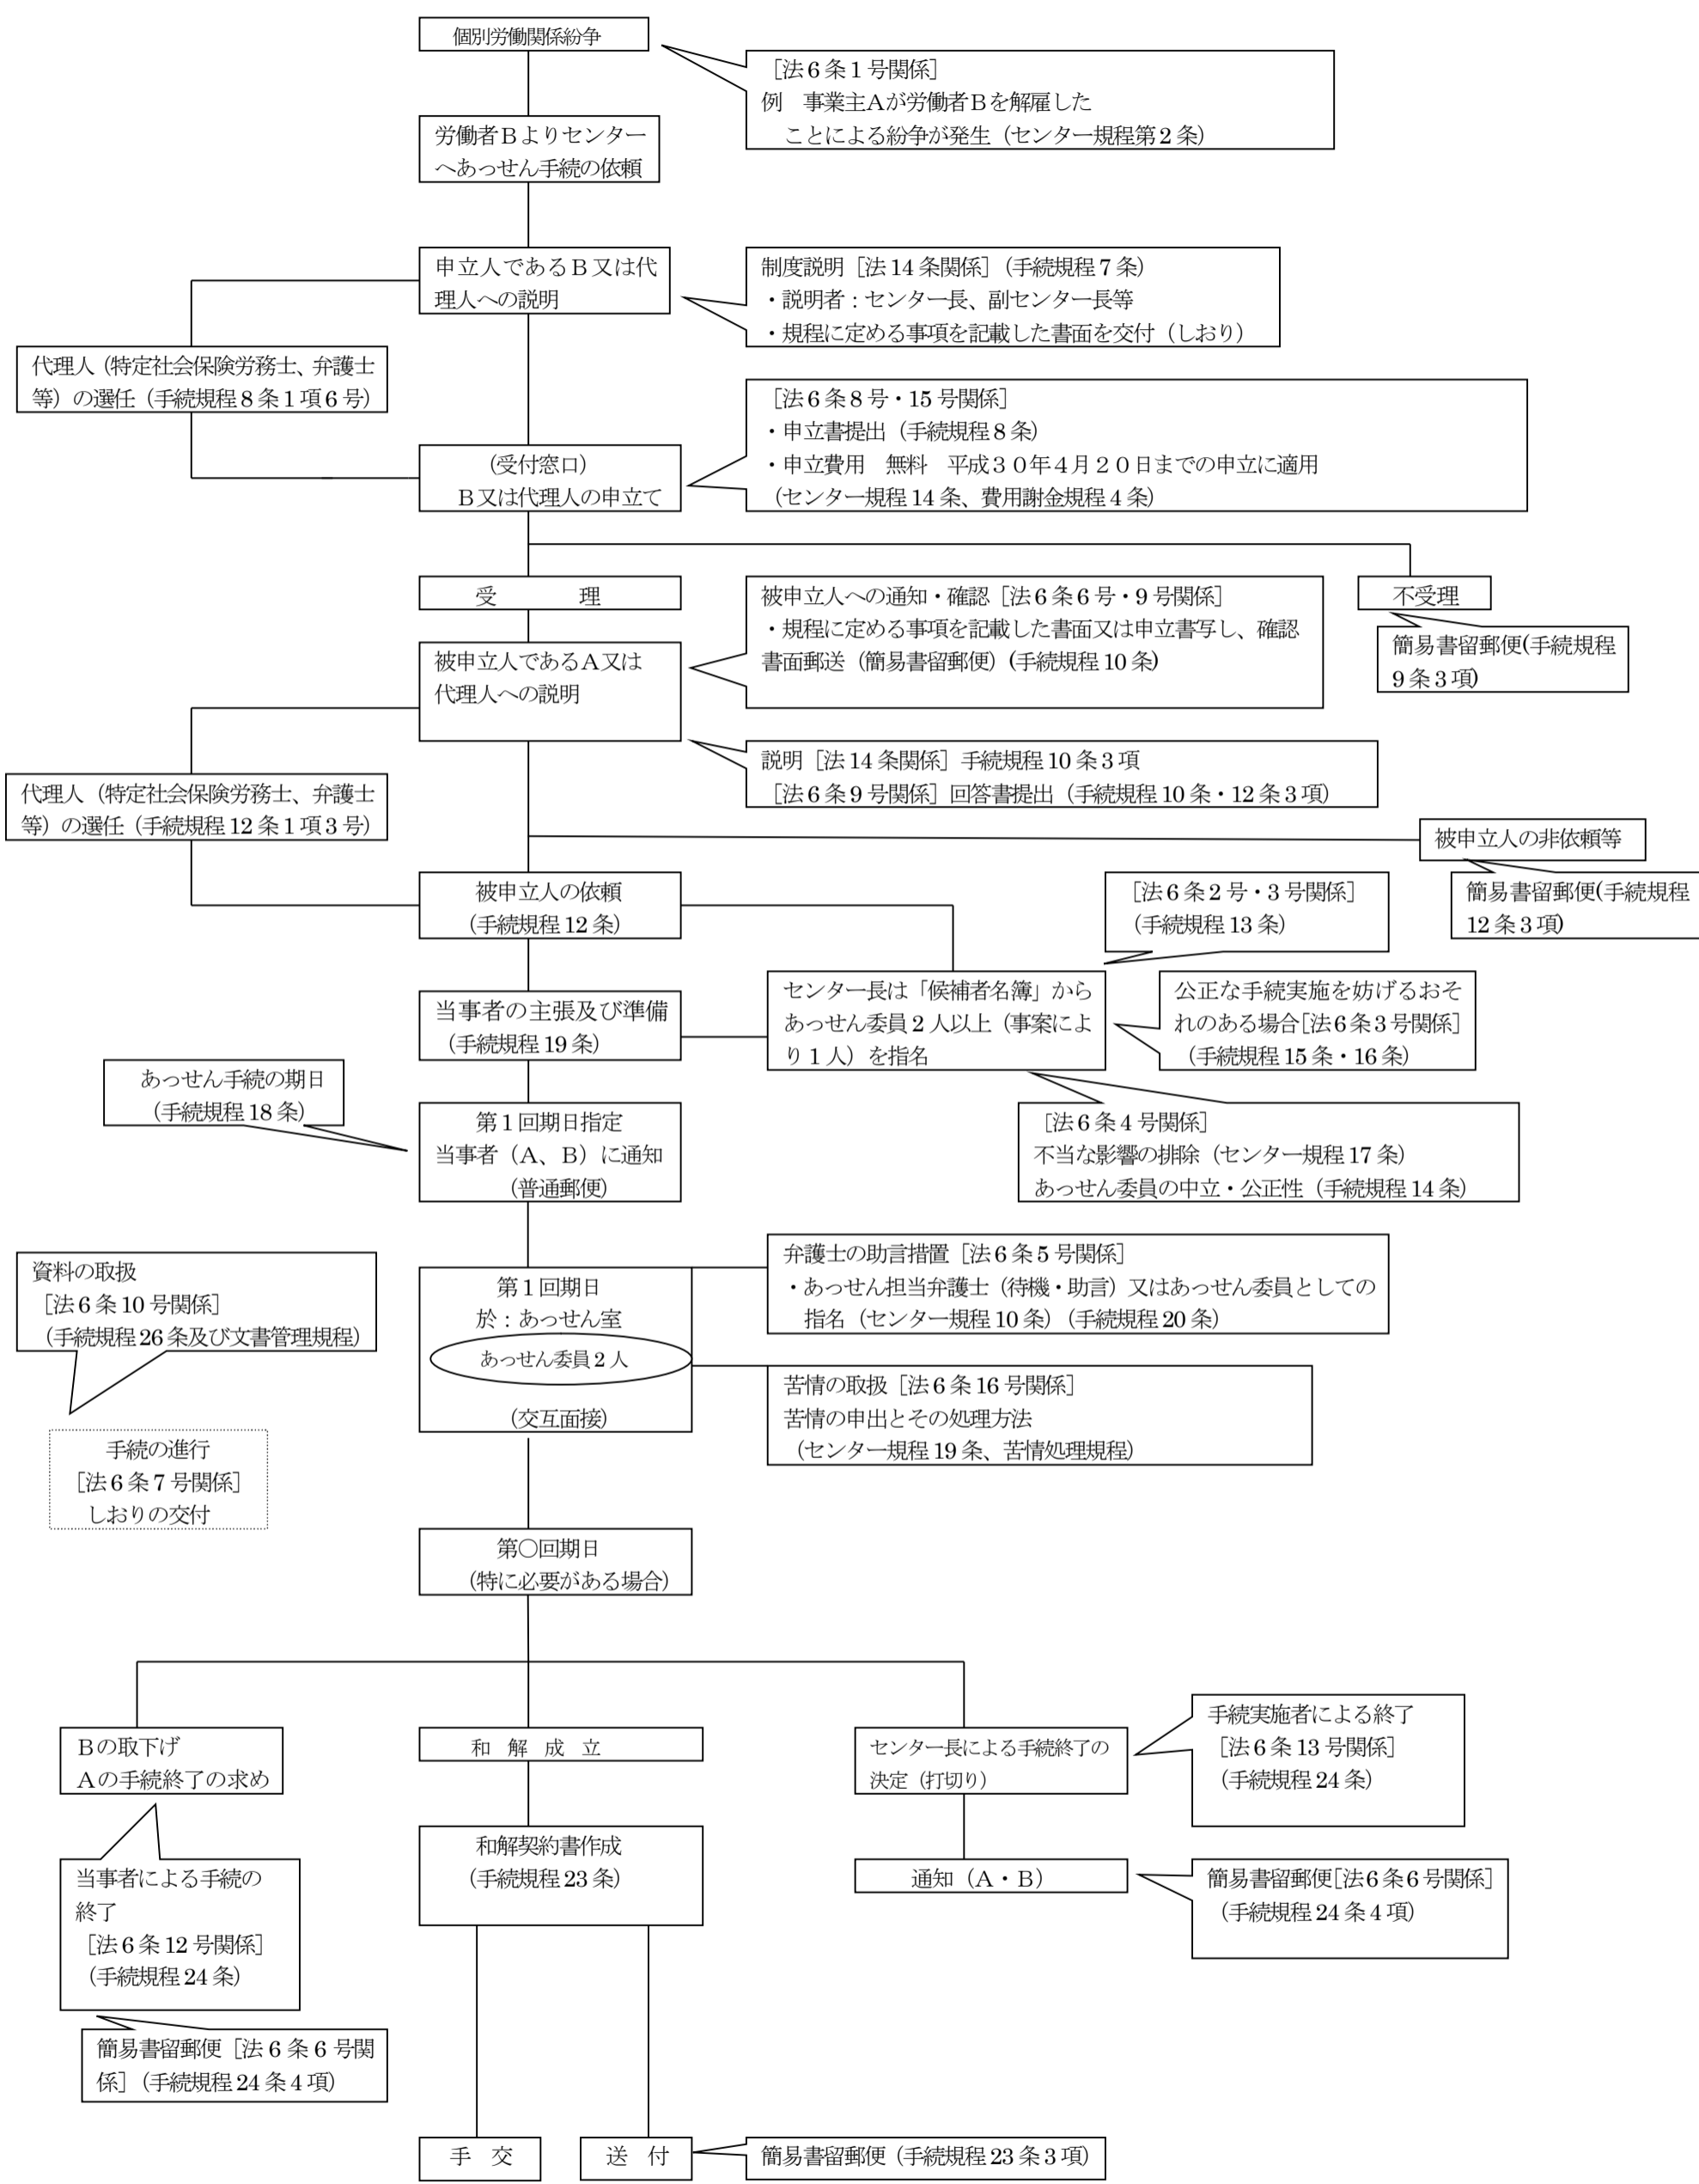 個別労働関係紛争
［法6条1号関係］
例　事業主Aが労働者Bを解雇した
ことによる紛争が発生（センター規程第2条）
労働者Bよりセンター
へあっせん手続の依頼
申立人であるB又は代
理人への説明
制度説明［法14条関係］（手続規程7条）
・説明者：センター長、副センター長等
・規程に定める事項を記載した書面を交付（しおり）
代理人（特定社会保険労務士、弁護士
等）の選任（手続規程8条1項6号）
［法6条8号・15号関係］
・申立書提出（手続規程8条）
・申立費用　無料　平成３０年４月２０日までの申立に適用
（センター規程14条、費用謝金規程4条）
（受付窓口）
B又は代理人の申立て
受　理
不受理
簡易書留郵便(手続規程
9条3項)
被申立人への通知・確認［法6条6号・9号関係］
・規程に定める事項を記載した書面又は申立書写し、確認
書面郵送（簡易書留郵便）(手続規程10条)
被申立人であるA又は
代理人への説明
説明［法14条関係］手続規程10条3項
［法6条9号関係］回答書提出（手続規程10条・12条3項）
代理人（特定社会保険労務士、弁護士
等）の選任（手続規程12条1項3号）
被申立人の非依頼等
簡易書留郵便(手続規程
12条3項)
被申立人の依頼
（手続規程12条）
［法6条2号・3号関係］
（手続規程13条）
センター長は「候補者名簿」から
あっせん委員2人以上（事案によ
り1人）を指名
公正な手続実施を妨げるおそ
れのある場合［法6条3号関係］
（手続規程15条・16条）
当事者の主張及び準備
（手続規程19条）
［法6条4号関係］
不当な影響の排除（センター規程17条）
あっせん委員の中立・公正性（手続規程14条）
あっせん手続の期日
（手続規程18条）
第1回期日指定
当事者（A、B）に通知
（普通郵便）
弁護士の助言措置［法6条5号関係］
・あっせん担当弁護士（待機・助言）又はあっせん委員としての
指名（センター規程10条）（手続規程20条）
資料の取扱
［法6条10号関係］
（手続規程26条及び文書管理規程）
第1回期日
於：あっせん室
あっせん委員2人
（交互面接）
苦情の取扱［法6条16号関係］
苦情の申出とその処理方法
（センター規程19条、苦情処理規程）
手続の進行
［法6条7号関係］
しおりの交付
第〇回期日
（特に必要がある場合）
Bの取下げ
Aの手続終了の求め
和　解　成　立
センター長による手続終了の
決定（打切り）
手続実施者による終了
［法6条13号関係］
（手続規程24条）
当事者による手続の
終了
［法6条12号関係］
（手続規程24条）
和解契約書作成
（手続規程23条）
通知（A・B）
簡易書留郵便［法6条6号関係］
（手続規程24条4項）
簡易書留郵便［法6条6号関
係］（手続規程24条4項）
手　交
送　付
簡易書留郵便（手続規程23条3項）